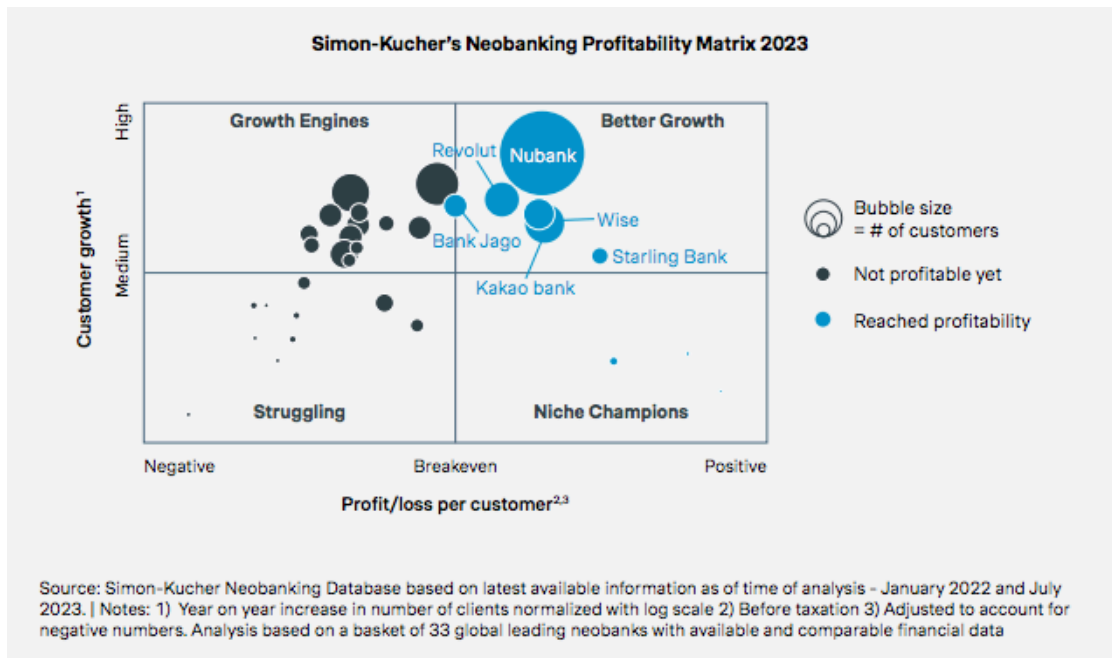 Simon-Kucher's Neobanking Profitability Matrix 2023
High
Growth Engines
Better Growth
Revolut
Nubank
Customer growth¹
Medium
Bank Jago
Wise
Starling Bank
Kakao bank
Bubble size
= # of customers
Not profitable yet
Reached profitability
Struggling
Niche Champions
Negative
Breakeven
Positive
Profit/loss per customer²,³
Source: Simon-Kucher Neobanking Database based on latest available information as of time of analysis - January 2022 and July
2023. | Notes: 1) Year on year increase in number of clients normalized with log scale 2) Before taxation 3) Adjusted to account for
negative numbers. Analysis based on a basket of 33 global leading neobanks with available and comparable financial data